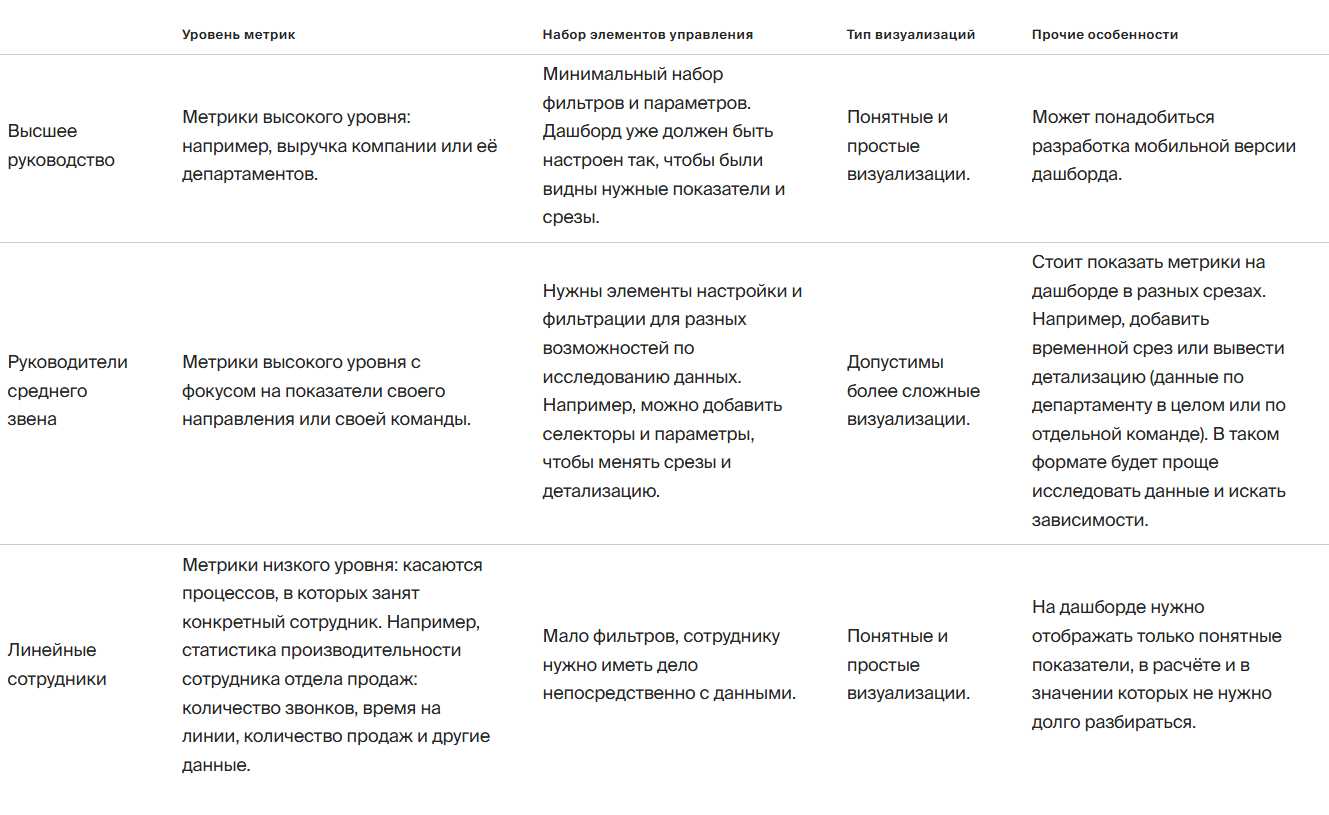 Уровень метрик
Набор элементов управления
Тип визуализаций
Прочие особенности
Высшее
руководство
Метрики высокого уровня:
например, выручка компании или её
департаментов.
Минимальный набор
фильтров и параметров.
Дашборд уже должен быть
настроен так, чтобы были
видны нужные показатели и
срезы.
Понятные и
простые
визуализации.
Может понадобиться
разработка мобильной версии
дашборда.
Руководители
среднего
звена
Метрики высокого уровня с
фокусом на показатели своего
направления или своей команды.
Нужны элементы настройки и
фильтрации для разных
возможностей по
исследованию данных.
Например, можно добавить
селекторы и параметры,
чтобы менять срезы и
детализацию.
Допустимы
более сложные
визуализации.
Стоит показать метрики на
дашборде в разных срезах.
Например, добавить
временной срез или вывести
детализацию (данные по
департаменту в целом или по
отдельной команде). В таком
формате будет проще
исследовать данные и искать
зависимости.
Линейные
сотрудники
Метрики низкого уровня: касаются
процессов, в которых занят
конкретный сотрудник. Например,
статистика производительности
сотрудника отдела продаж:
количество звонков, время на
линии, количество продаж и другие
данные.
Мало фильтров, сотруднику
нужно иметь дело
непосредственно с данными.
Понятные и
простые
визуализации.
На дашборде нужно
отображать только понятные
показатели, в расчёте и в
значении которых не нужно
долго разбираться.